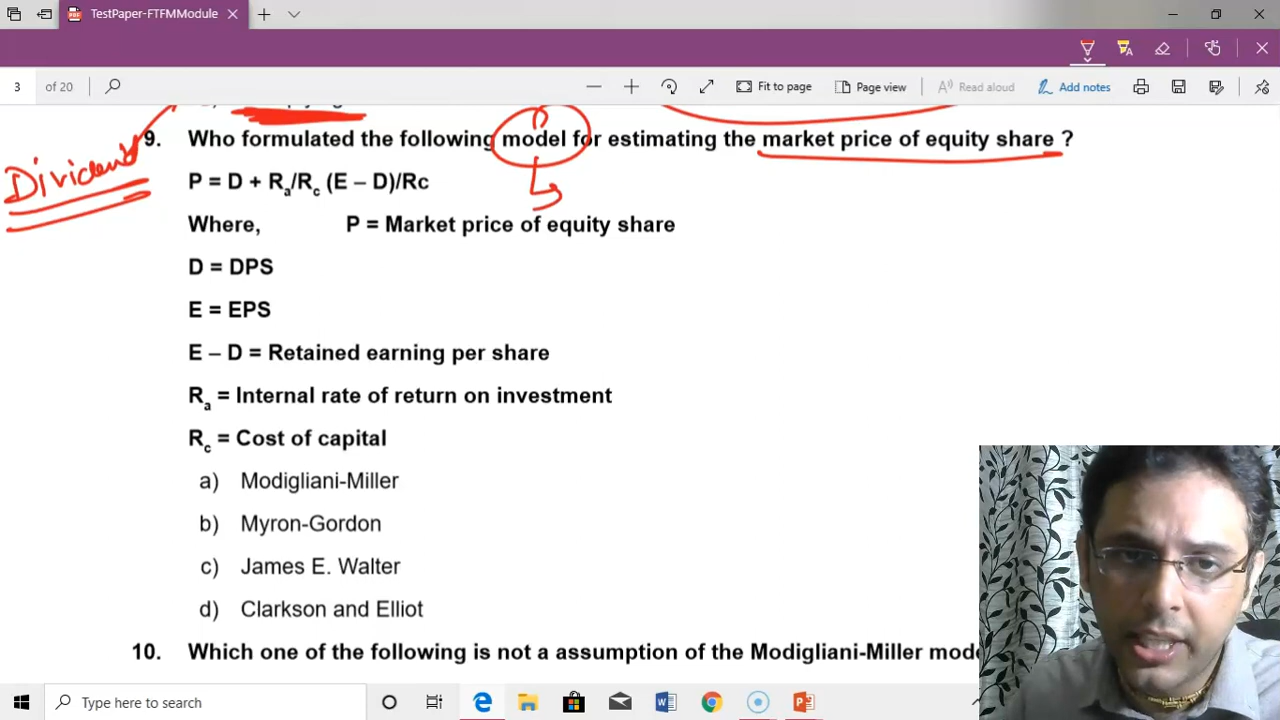 TestPaper-FTFMModule
3 of 20
Fit to page
Page view
Read aloud
Add notes
Dividend
9. Who formulated the following model for estimating the market price of equity share ?
P = D + Ra/Rc (E – D)/Rc
Where, P = Market price of equity share
D = DPS
E = EPS
E – D = Retained earning per share
Ra = Internal rate of return on investment
Rc = Cost of capital
a) Modigliani-Miller
b) Myron-Gordon
c) James E. Walter
d) Clarkson and Elliot
10. Which one of the following is not a assumption of the Modigliani-Miller
Type here to search